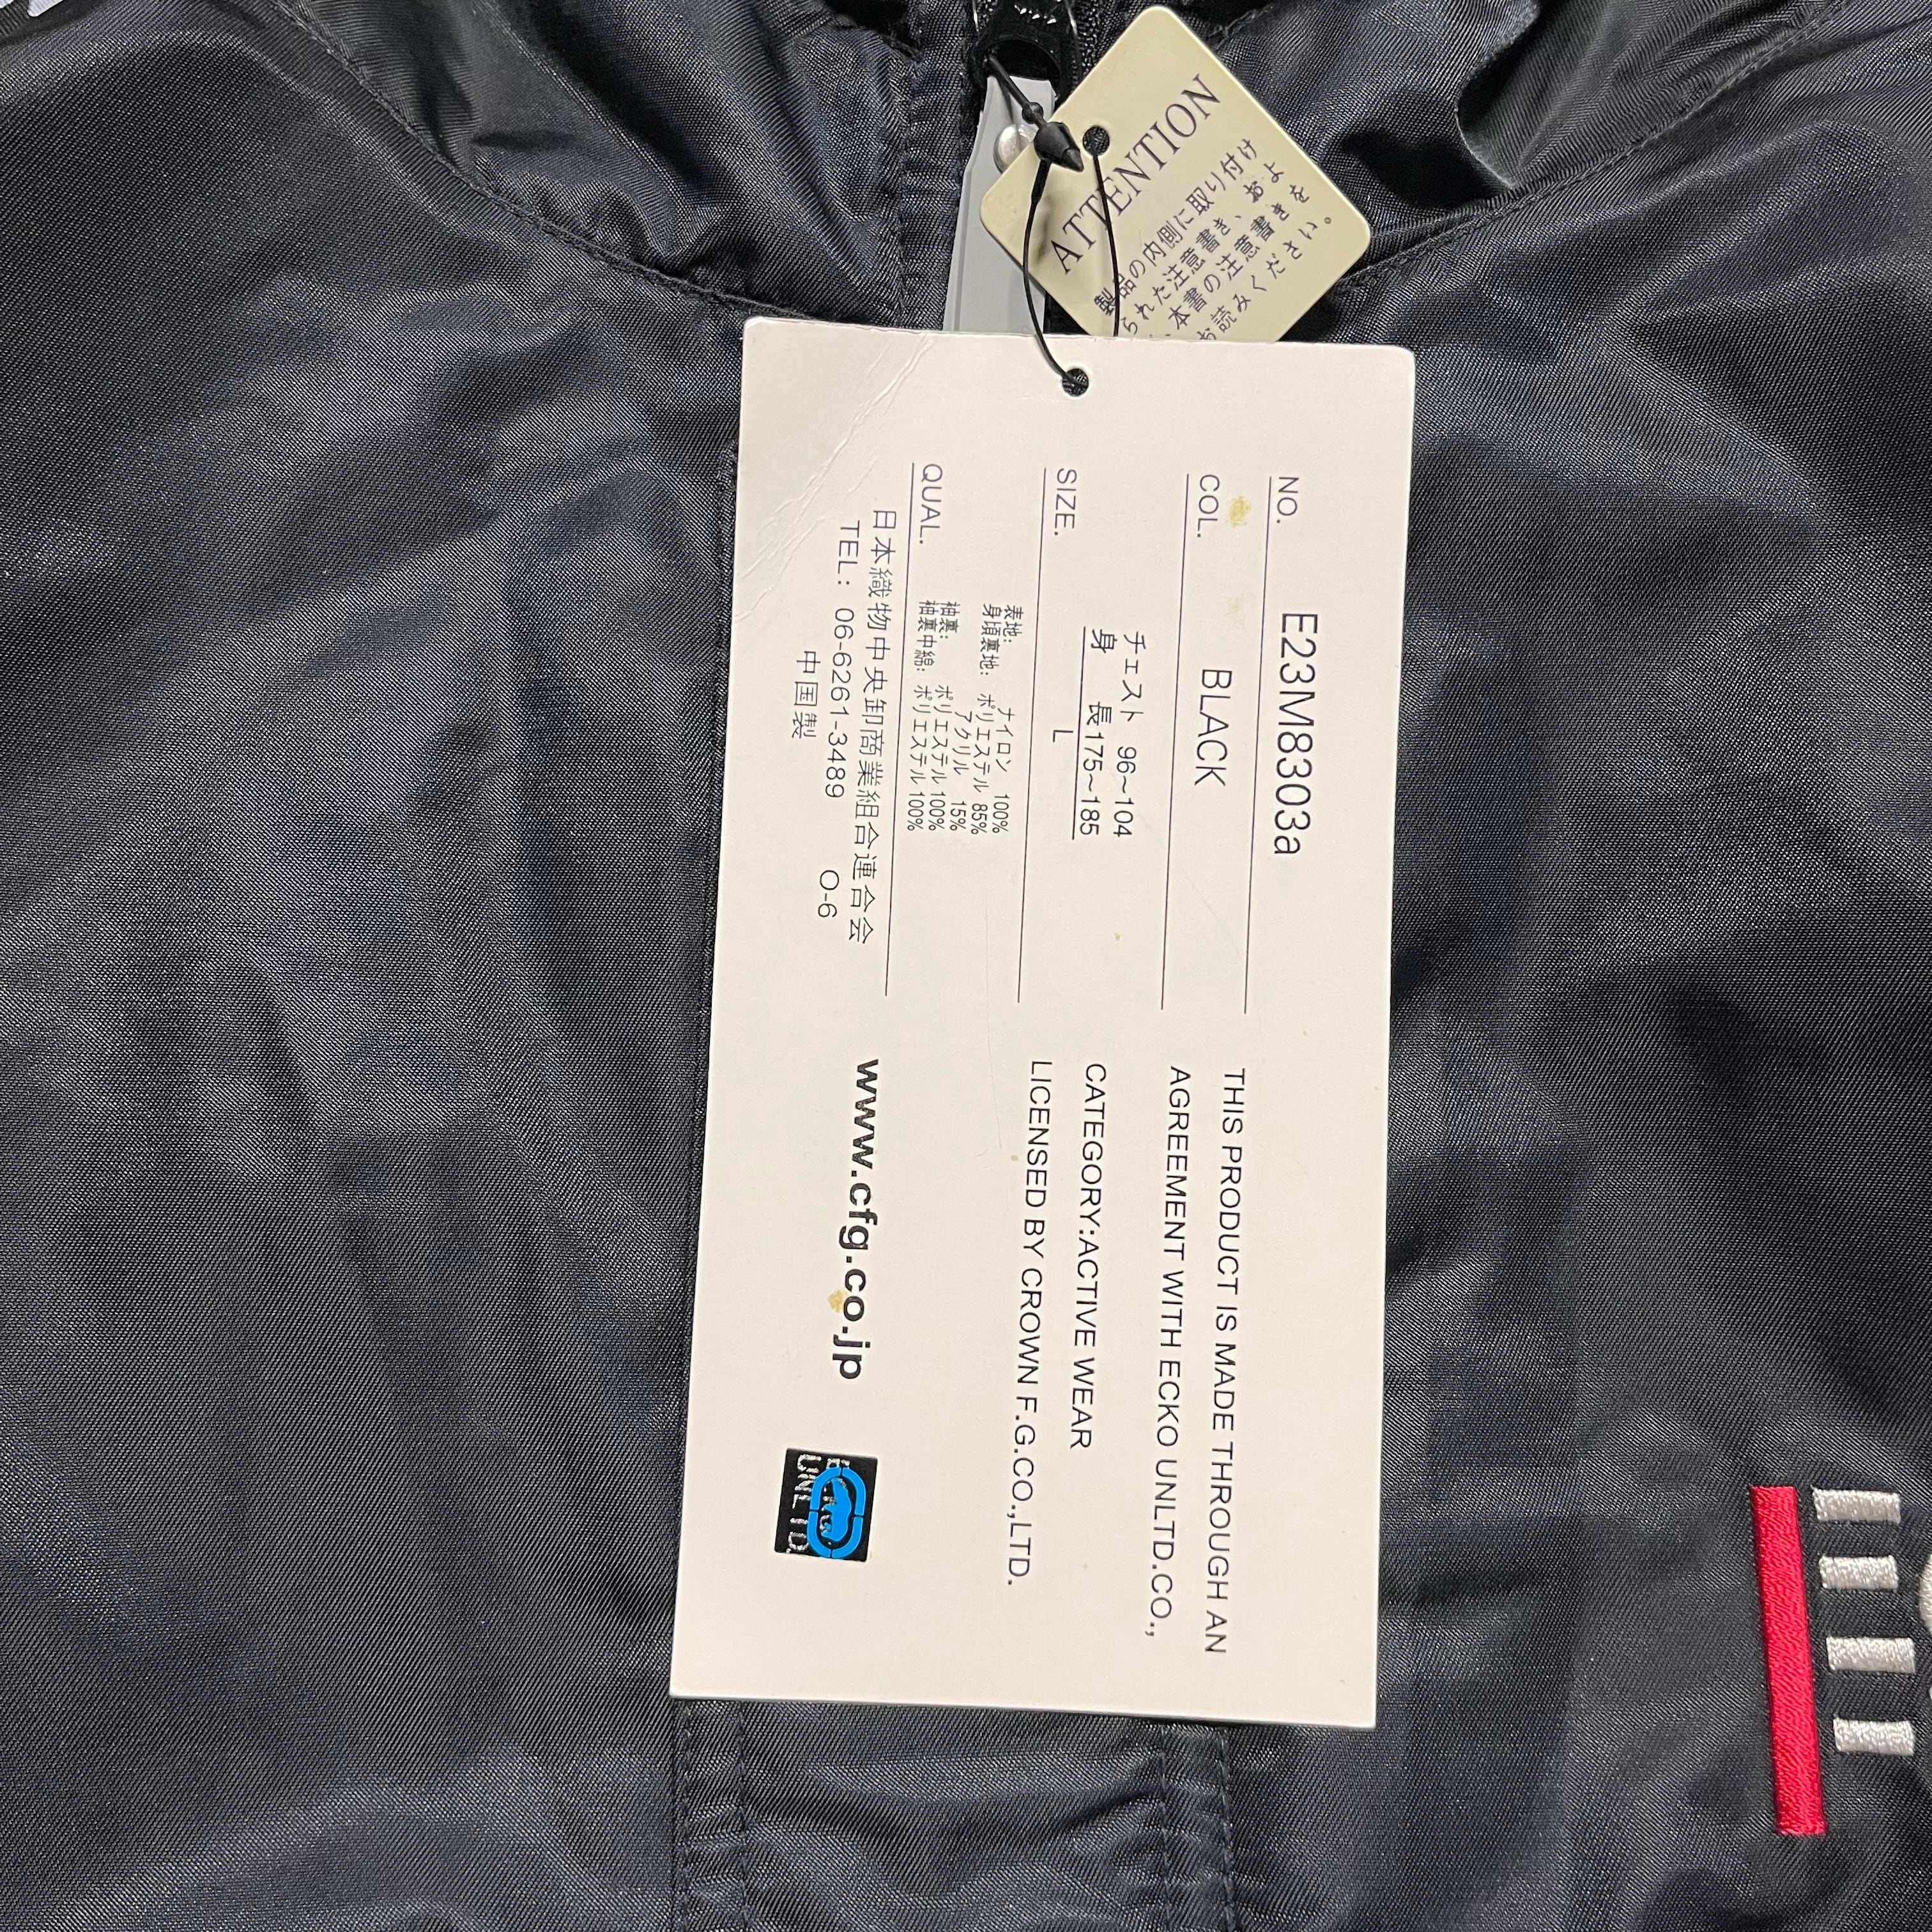 ATTENTION
製品の内側に取り付け
られた注意書き、およ
本書の注意書きを
お読みください。
NO. E23M8303a
COL. BLACK
チェスト 96~104
身 長175~185
SIZE. L
表地: ナイロン 100%
身頃裏地: ポリエステル 85%
アクリル 15%
袖裏: ポリエステル 100%
袖裏中綿: ポリエステル 100%
QUAL.
日本織物中央卸商業組合連合会
TEL: 06-6261-3489 O-6
中国製
THIS PRODUCT IS MADE THROUGH AN
AGREEMENT WITH ECKO UNLTD.CO.,
CATEGORY:ACTIVE WEAR
LICENSED BY CROWN F.G.CO.,LTD.
www.cfg.co.jp
ECKO
UNLTD.